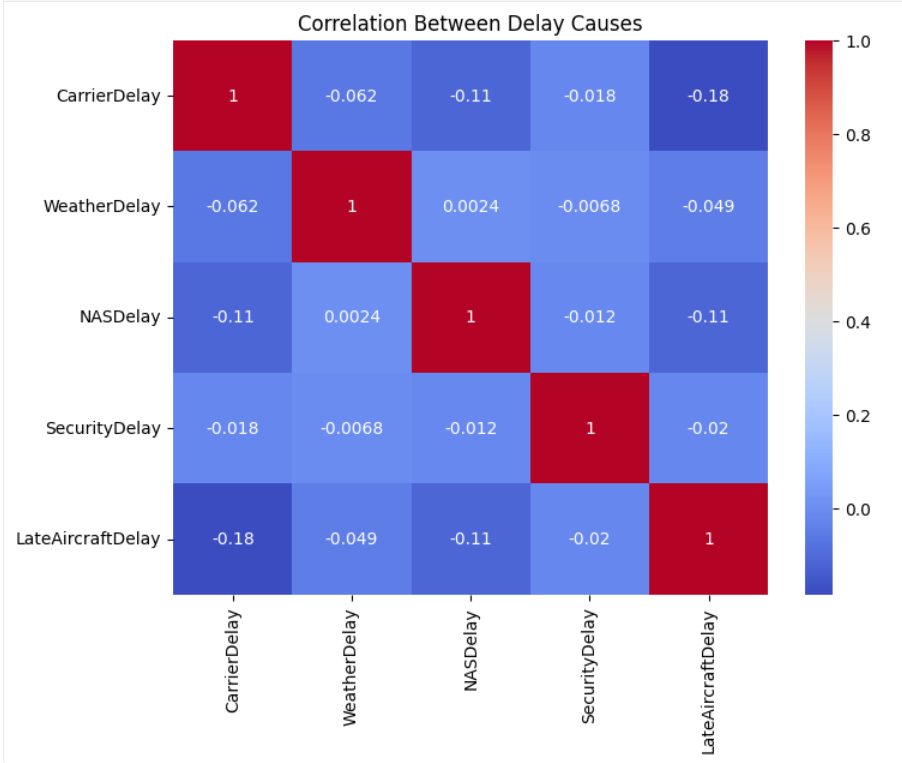 Correlation Between Delay Causes
CarrierDelay 1 -0.062 -0.11 -0.018 -0.18
WeatherDelay -0.062 1 0.0024 -0.0068 -0.049
NASDelay -0.11 0.0024 1 -0.012 -0.11
SecurityDelay -0.018 -0.0068 -0.012 1 -0.02
LateAircraftDelay -0.18 -0.049 -0.11 -0.02 1
CarrierDelay
WeatherDelay
NASDelay
SecurityDelay
LateAircraftDelay
1.0
0.8
0.6
0.4
0.2
0.0